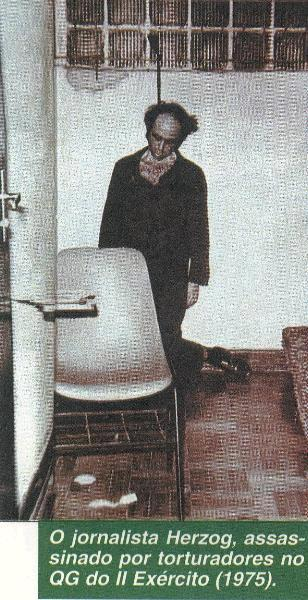 O jornalista Herzog, assas-
sinado por torturadores no
QG do II Exército (1975).